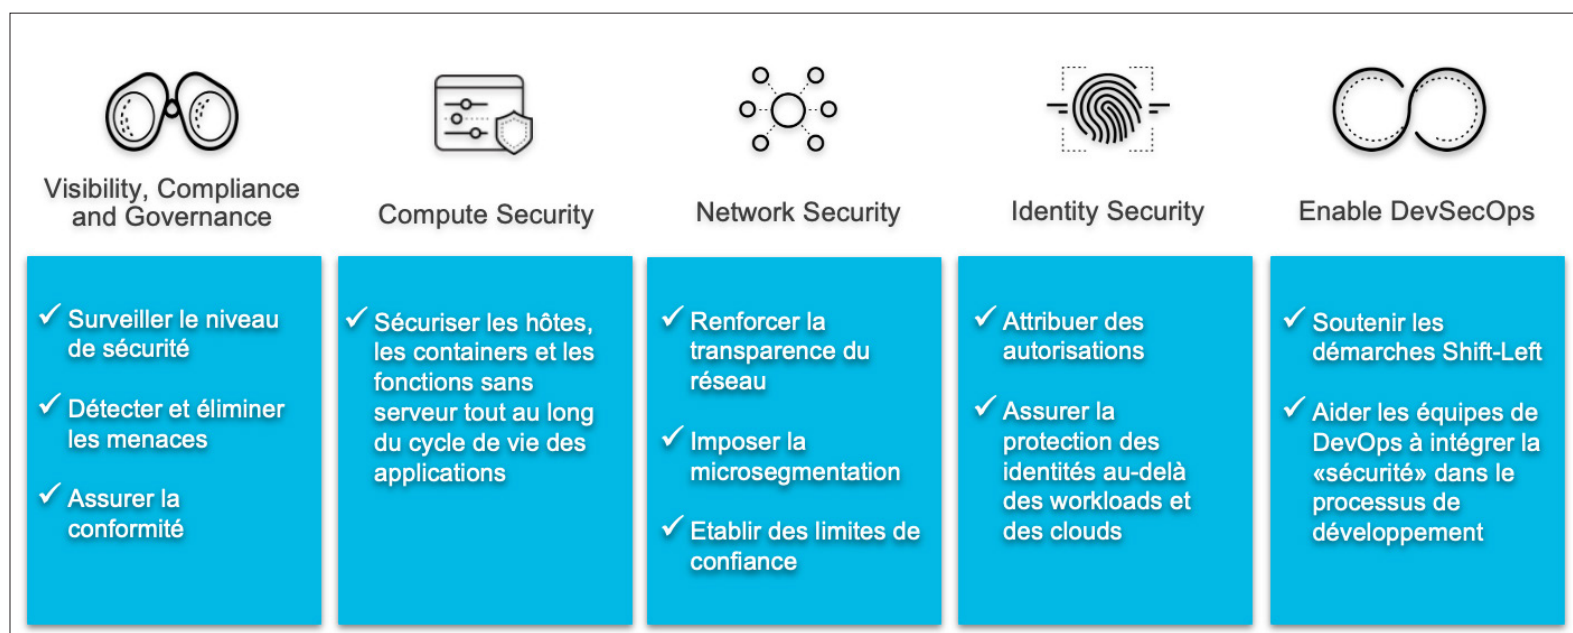 Visibility, Compliance
and Governance
✓ Surveiller le niveau
de sécurité
✓ Détecter et éliminer
les menaces
✓ Assurer la
conformité
Compute Security
✓ Sécuriser les hôtes,
les containers et les
fonctions sans
serveur tout au long
du cycle de vie des
applications
Network Security
✓ Renforcer la
transparence du
réseau
✓ Imposer la
microsegmentation
✓ Etablir des limites de
confiance
Identity Security
✓ Attribuer des
autorisations
✓ Assurer la
protection des
identités au-delà
des workloads et
des clouds
Enable DevSecOps
✓ Soutenir les
démarches Shift-Left
✓ Aider les équipes de
DevOps à intégrer la
«sécurité» dans le
processus de
développement